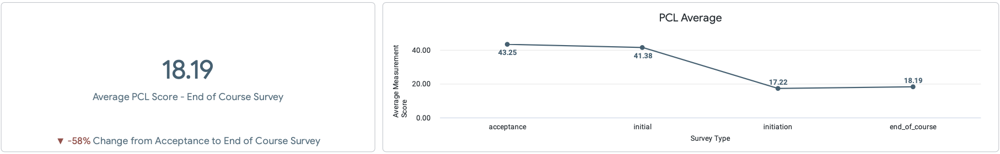 18.19
Average PCL Score - End of Course Survey
▼ -58% Change from Acceptance to End of Course Survey
PCL Average
Average Measurement
Score
40.00
20.00
0.00
43.25
41.38
17.22
18.19
acceptance
initial
initiation
end_of_course
Survey Type